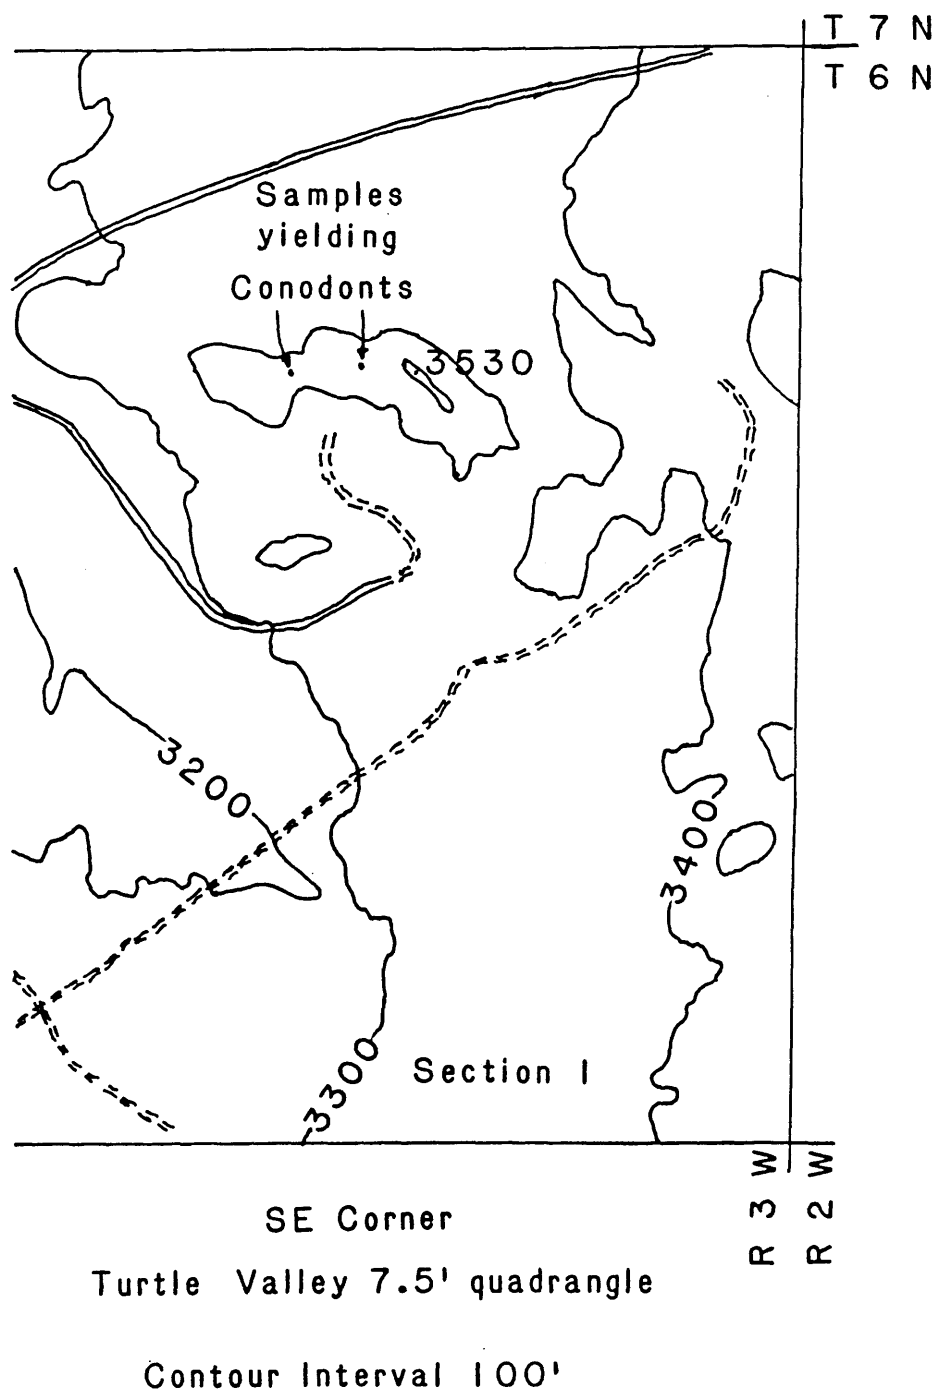 T 7 N
T 6 N
Samples
yielding
Conodonts
3530
3200
3400
3300
Section 1
R 3 W
R 2 W
SE Corner
Turtle Valley 7.5' quadrangle
Contour Interval 100'